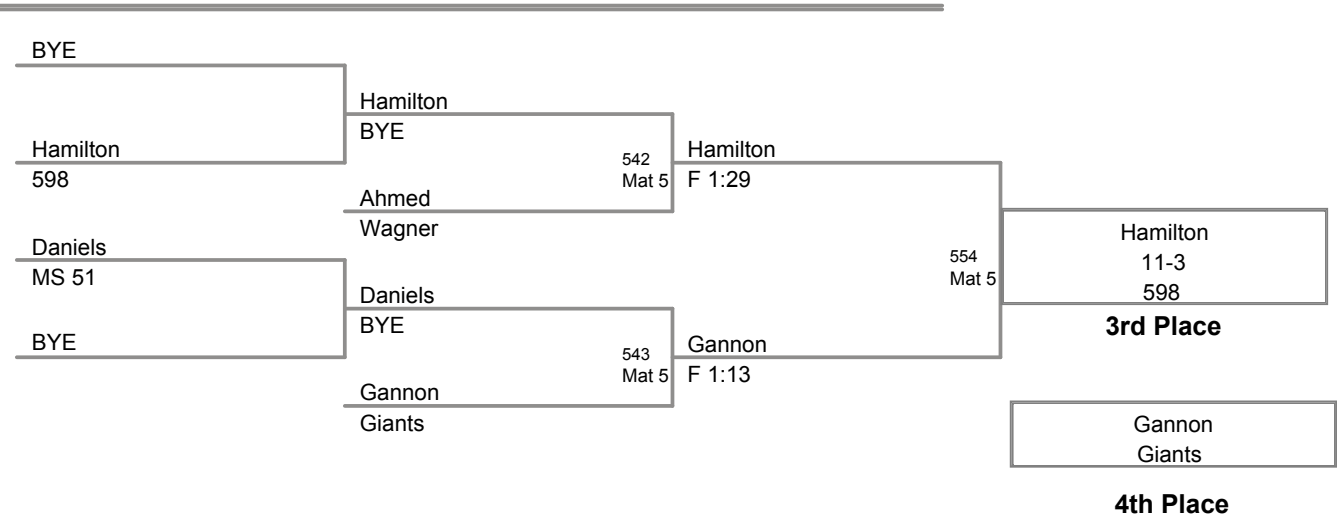 BYE
Hamilton
598
Daniels
MS 51
BYE
Hamilton
BYE
Ahmed
Wagner
Daniels
BYE
Gannon
Giants
542
Mat 5
543
Mat 5
Hamilton
F 1:29
Gannon
F 1:13
554
Mat 5
Hamilton
11-3
598
3rd Place
Gannon
Giants
4th Place